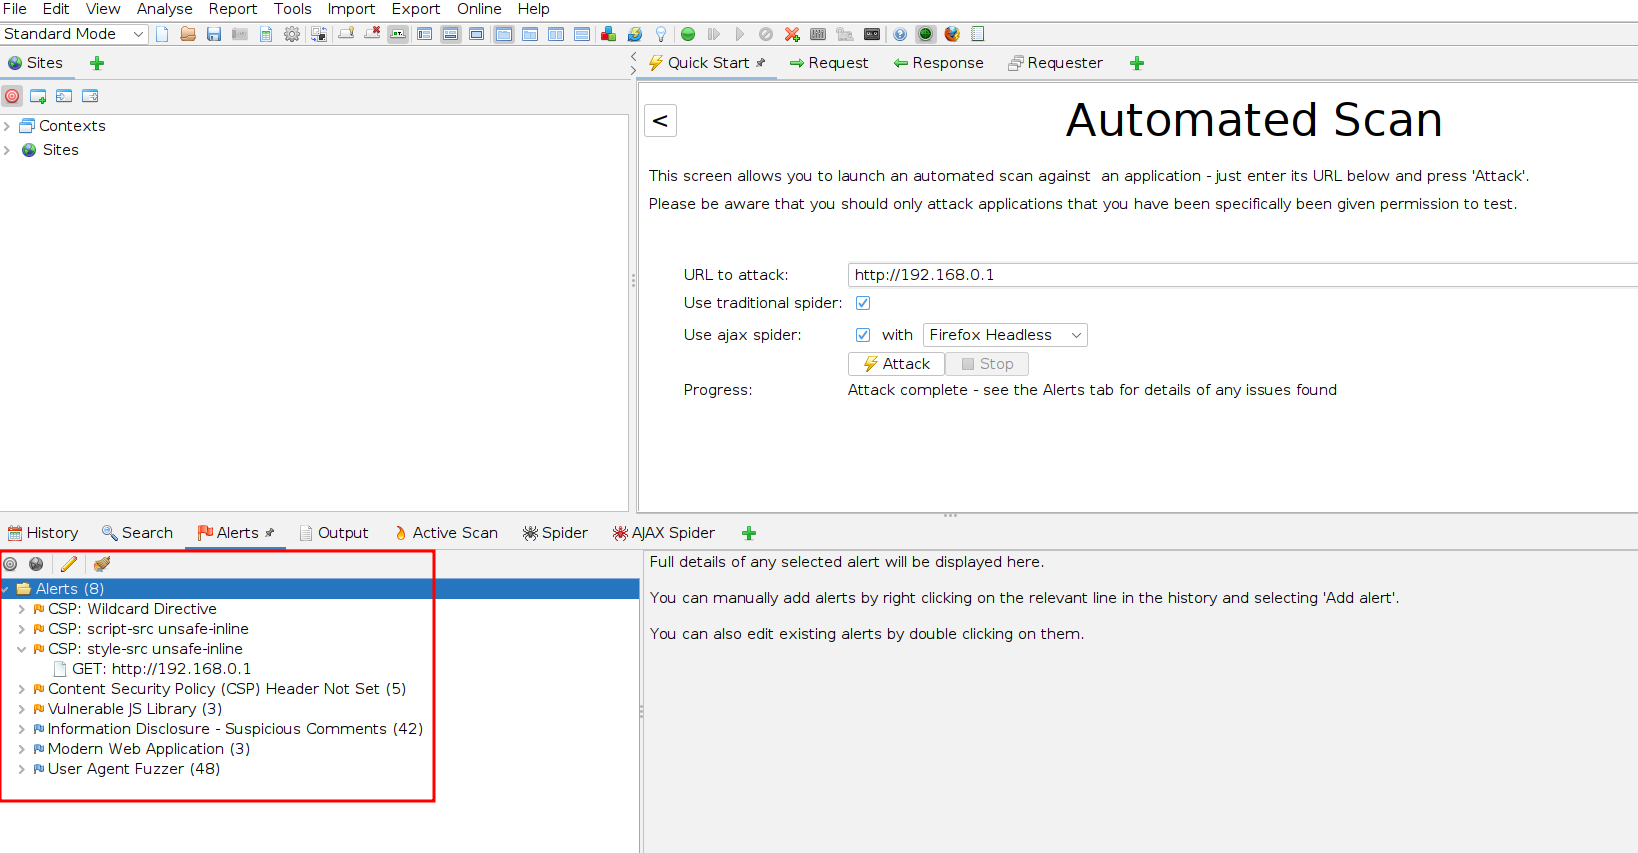 File Edit View Analyse Report Tools Import Export Online Help
Standard Mode
Sites
Quick Start Request Response Requester
Contexts
Sites
<
Automated Scan
This screen allows you to launch an automated scan against  an application - just enter its URL below and press 'Attack'.
Please be aware that you should only attack applications that you have been specifically been given permission to test.
URL to attack: http://192.168.0.1
Use traditional spider:
Use ajax spider: with Firefox Headless
Attack Stop
Progress: Attack complete - see the Alerts tab for details of any issues found
History Search Alerts Output Active Scan Spider AJAX Spider
Alerts (8)
CSP: Wildcard Directive
CSP: script-src unsafe-inline
CSP: style-src unsafe-inline
GET: http://192.168.0.1
Content Security Policy (CSP) Header Not Set (5)
Vulnerable JS Library (3)
Information Disclosure - Suspicious Comments (42)
Modern Web Application (3)
User Agent Fuzzer (48)
Full details of any selected alert will be displayed here.
You can manually add alerts by right clicking on the relevant line in the history and selecting 'Add alert'.
You can also edit existing alerts by double clicking on them.